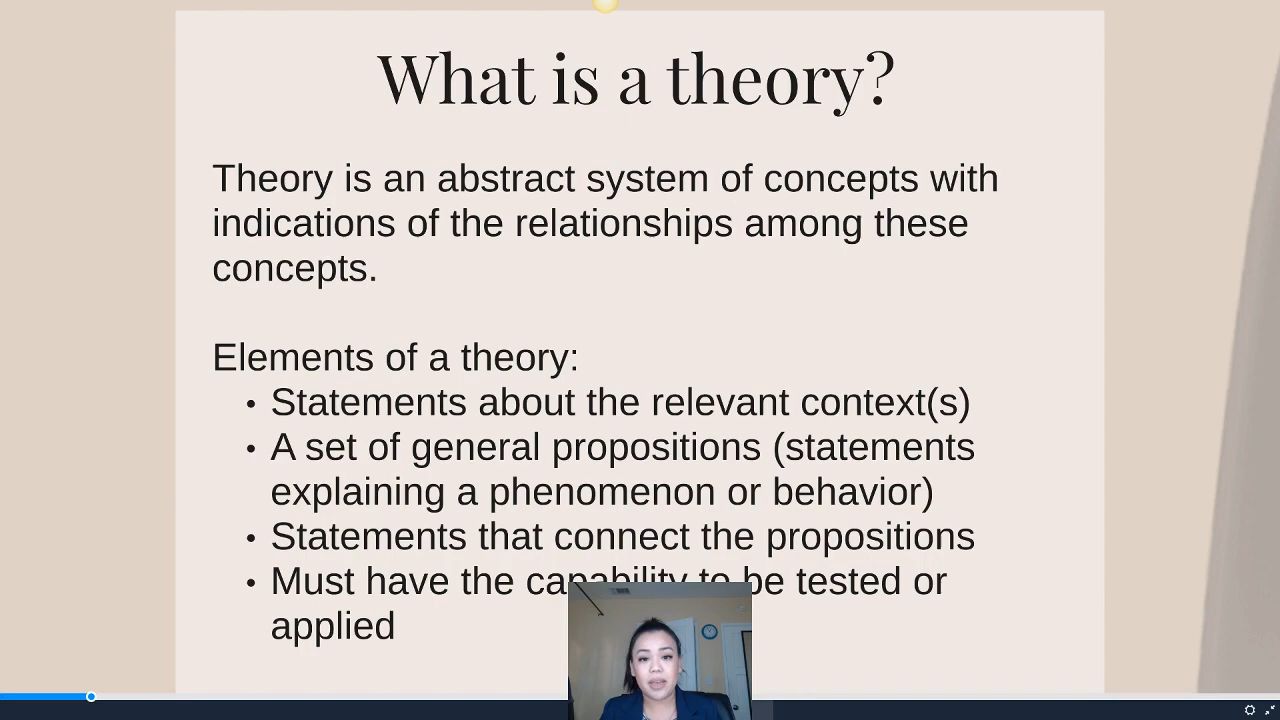 What is a theory?
Theory is an abstract system of concepts with
indications of the relationships among these
concepts.
Elements of a theory:
• Statements about the relevant context(s)
• A set of general propositions (statements
explaining a phenomenon or behavior)
• Statements that connect the propositions
• Must have the capability to be tested or
applied